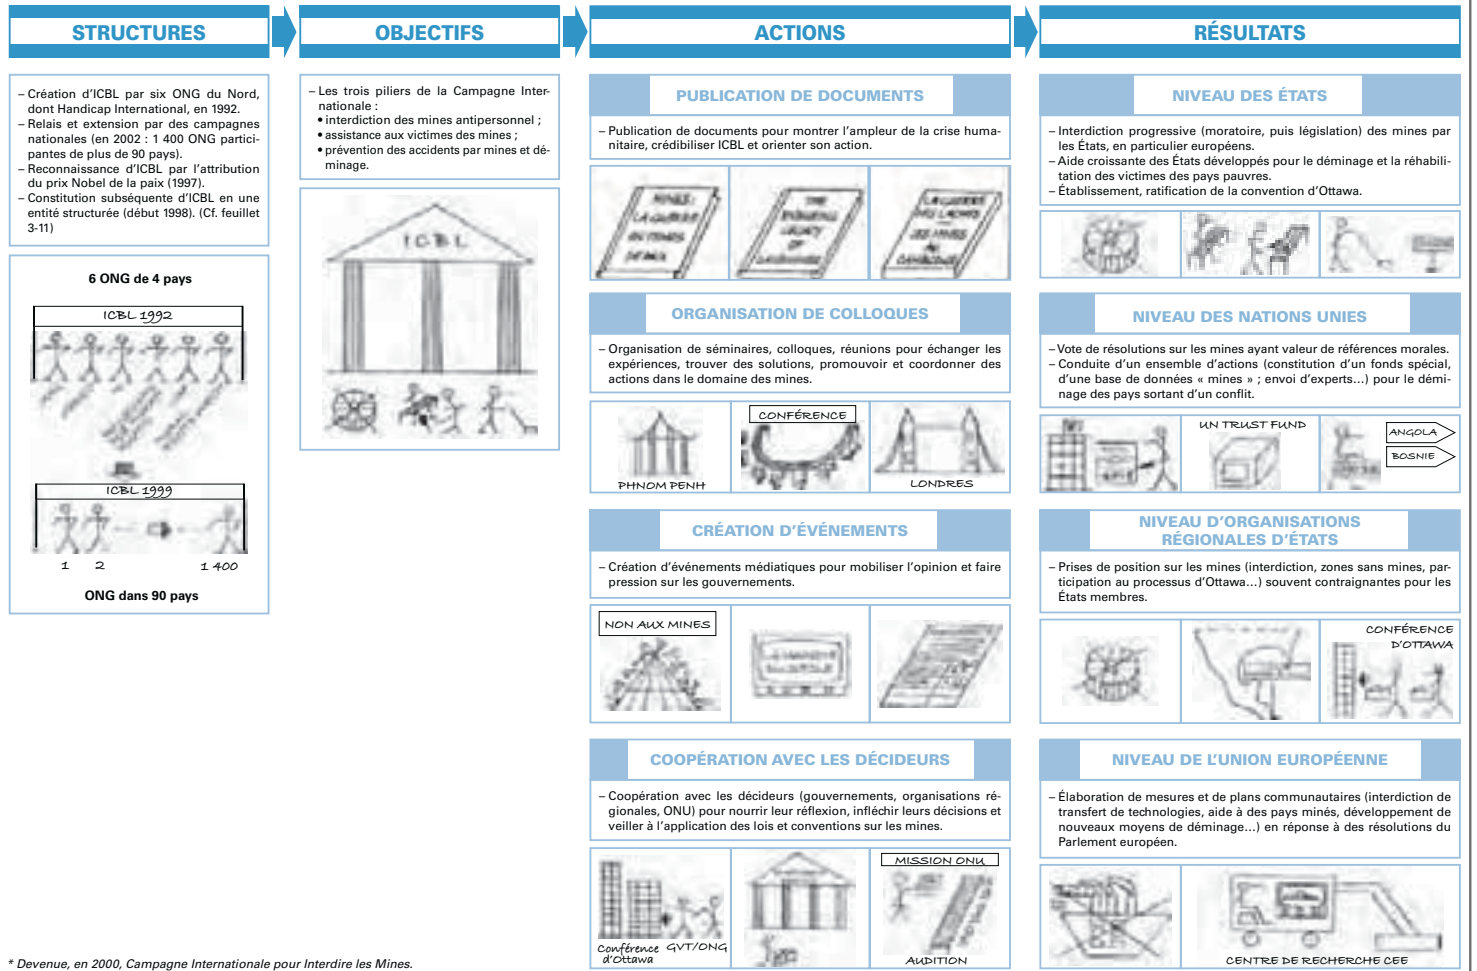 STRUCTURES
– Création d’ICBL par six ONG du Nord,
dont Handicap International, en 1992.
– Relais et extension par des campagnes
nationales (en 2002 : 1 400 ONG partici-
pantes de plus de 90 pays).
– Reconnaissance d’ICBL par l’attribution
du prix Nobel de la paix (1997).
– Constitution subséquente d’ICBL en une
entité structurée (début 1998). (Cf. feuillet
3-11)
6 ONG de 4 pays
ICBL 1992
ICBL 1999
1 2 1 400
ONG dans 90 pays
OBJECTIFS
– Les trois piliers de la Campagne Inter-
nationale :
• interdiction des mines antipersonnel ;
• assistance aux victimes des mines ;
• prévention des accidents par mines et dé-
minage.
ICBL
ACTIONS
PUBLICATION DE DOCUMENTS
– Publication de documents pour montrer l’ampleur de la crise huma-
nitaire, crédibiliser ICBL et orienter son action.
MINES :
LA GUERRE
EN TEMPS
DE PAIX
THE
LEGACY
OF
LA GUERRE
DES LÂCHES
LES MINES
AU
CAMBODGE
ORGANISATION DE COLLOQUES
– Organisation de séminaires, colloques, réunions pour échanger les
expériences, trouver des solutions, promouvoir et coordonner des
actions dans le domaine des mines.
PHNOM PENH
CONFÉRENCE
LONDRES
CRÉATION D’ÉVÉNEMENTS
– Création d’événements médiatiques pour mobiliser l’opinion et faire
pression sur les gouvernements.
NON AUX MINES
COOPÉRATION AVEC LES DÉCIDEURS
– Coopération avec les décideurs (gouvernements, organisations ré-
gionales, ONU) pour nourrir leur réflexion, infléchir leurs décisions et
veiller à l’application des lois et conventions sur les mines.
Conférence
d’Ottawa
GVT/ONG
MISSION ONU
AUDITION
RÉSULTATS
NIVEAU DES ÉTATS
– Interdiction progressive (moratoire, puis législation) des mines par
les États, en particulier européens.
– Aide croissante des États développés pour le déminage et la réhabili-
tation des victimes des pays pauvres.
– Établissement, ratification de la convention d’Ottawa.
NIVEAU DES NATIONS UNIES
– Vote de résolutions sur les mines ayant valeur de références morales.
– Conduite d’un ensemble d’actions (constitution d’un fonds spécial,
d’une base de données « mines » ; envoi d’experts...) pour le démi-
nage des pays sortant d’un conflit.
UN TRUST FUND
ANGOLA
BOSNIE
NIVEAU D’ORGANISATIONS
RÉGIONALES D’ÉTATS
– Prises de position sur les mines (interdiction, zones sans mines, par-
ticipation au processus d’Ottawa...) souvent contraignantes pour les
États membres.
CONFÉRENCE
D’OTTAWA
NIVEAU DE L’UNION EUROPÉENNE
– Élaboration de mesures et de plans communautaires (interdiction de
transfert de technologies, aide à des pays minés, développement de
nouveaux moyens de déminage...) en réponse à des résolutions du
Parlement européen.
CENTRE DE RECHERCHE CEE
* Devenue, en 2000, Campagne Internationale pour Interdire les Mines.